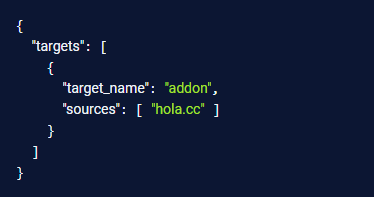 {
  "targets": [
    {
      "target_name": "addon",
      "sources": [ "hola.cc" ]
    }
  ]
}